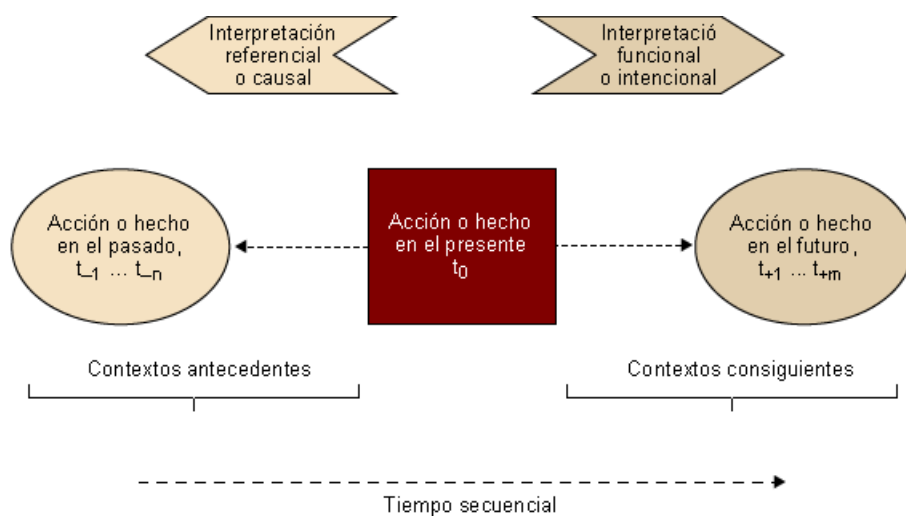 Interpretación
referencial
o causal
Interpretació
funcional
o intencional
Acción o hecho
en el pasado,
t–1 ... t–n
Acción o hecho
en el presente
t0
Acción o hecho
en el futuro,
t+1 ... t+m
Contextos antecedentes
Contextos consiguientes
Tiempo secuencial